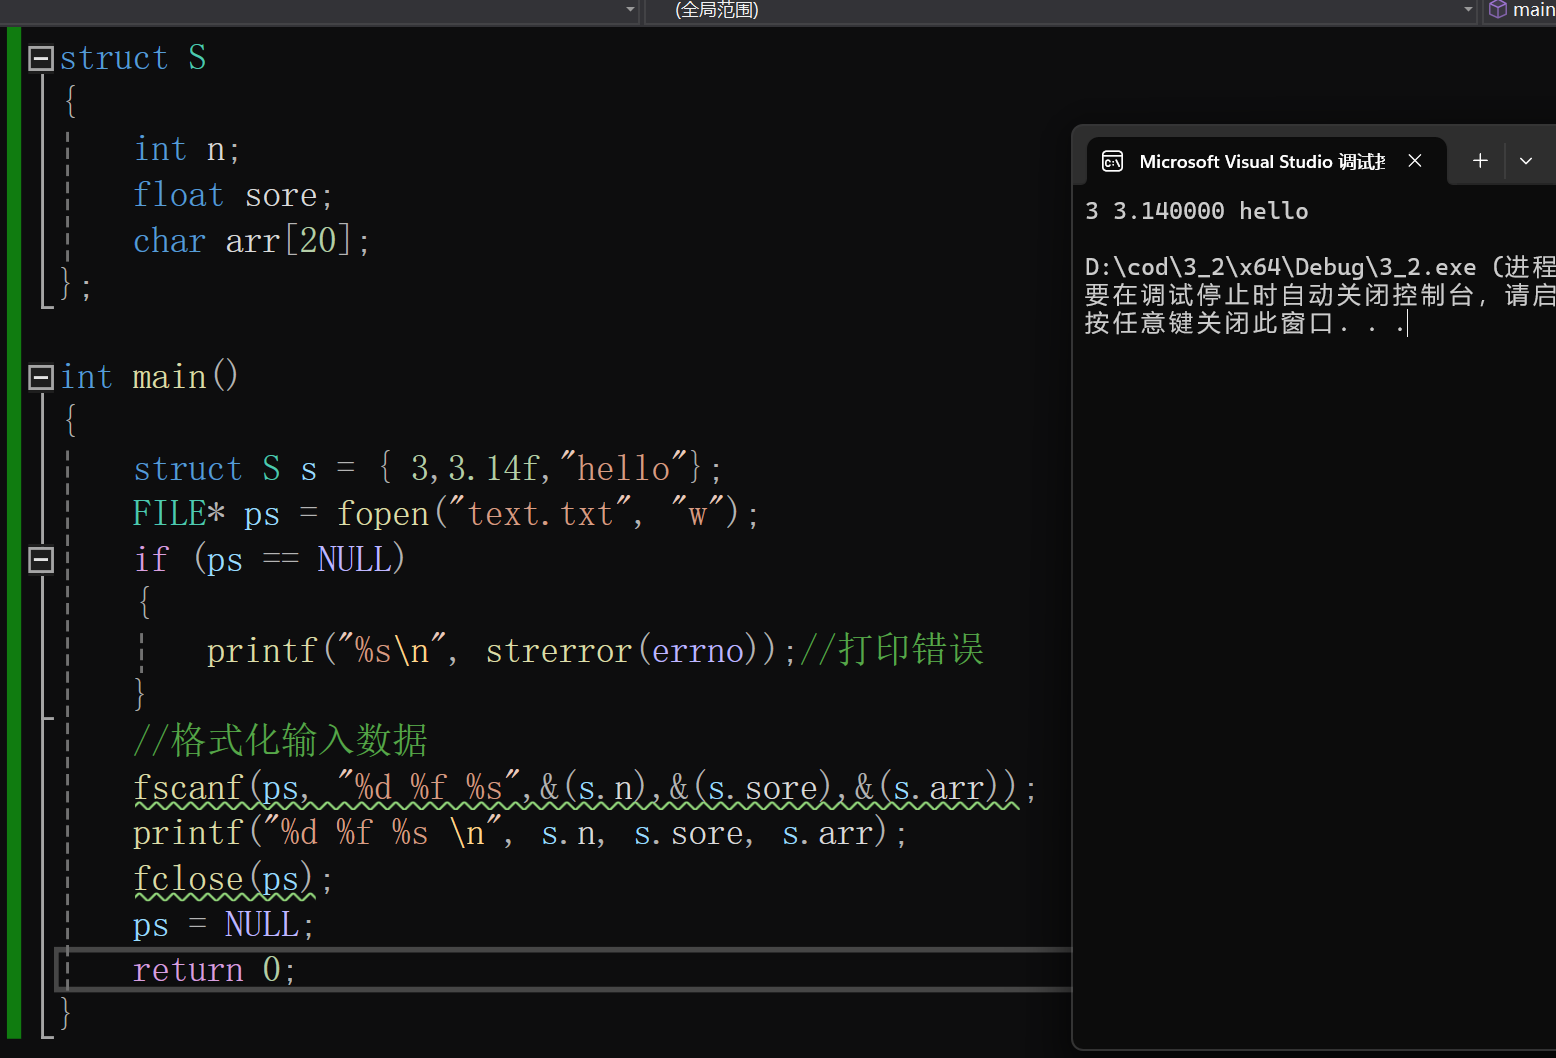 (全局范围)
main
struct S
{
int n;
float sore;
char arr[20];
};
int main()
{
struct S s = { 3,3.14f,"hello"};
FILE* ps = fopen("text.txt", "w");
if (ps == NULL)
{
printf("%s\n", strerror(errno));//打印错误
}
//格式化输入数据
fscanf(ps, "%d %f %s",&(s.n),&(s.sore),&(s.arr));
printf("%d %f %s \n", s.n, s.sore, s.arr);
fclose(ps);
ps = NULL;
return 0;
}
Microsoft Visual Studio 调试
3 3.140000 hello
D:\cod\3_2\x64\Debug\3_2.exe (进程
要在调试停止时自动关闭控制台, 请启
按任意键关闭此窗口. . .